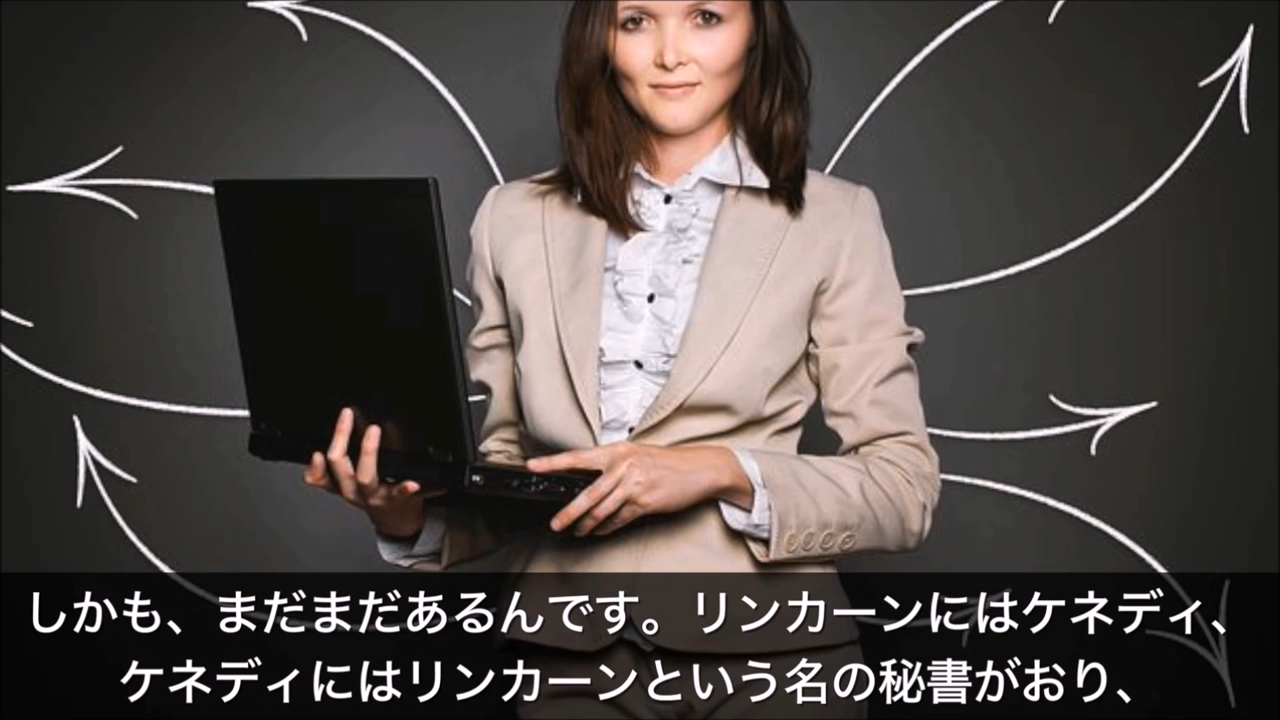 しかも、まだまだあるんです。リンカーンにはケネディ、
ケネディにはリンカーンという名の秘書がおり、